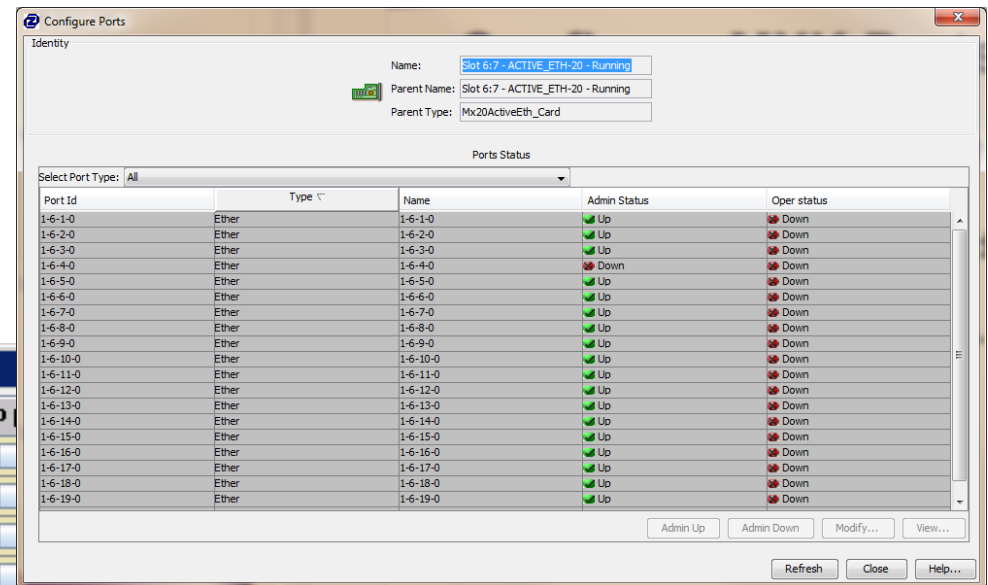 Configure Ports
Identity
Name: Slot 6:7 - ACTIVE_ETH-20 - Running
Parent Name: Slot 6:7 - ACTIVE_ETH-20 - Running
Parent Type: Mx20ActiveEth_Card
Ports Status
Select Port Type: All
Port Id Type Name Admin Status Oper status
1-6-1-0 Ether 1-6-1-0 Up Down
1-6-2-0 Ether 1-6-2-0 Up Down
1-6-3-0 Ether 1-6-3-0 Up Down
1-6-4-0 Ether 1-6-4-0 Down Down
1-6-5-0 Ether 1-6-5-0 Up Down
1-6-6-0 Ether 1-6-6-0 Up Down
1-6-7-0 Ether 1-6-7-0 Up Down
1-6-8-0 Ether 1-6-8-0 Up Down
1-6-9-0 Ether 1-6-9-0 Up Down
1-6-10-0 Ether 1-6-10-0 Up Down
1-6-11-0 Ether 1-6-11-0 Up Down
1-6-12-0 Ether 1-6-12-0 Up Down
1-6-13-0 Ether 1-6-13-0 Up Down
1-6-14-0 Ether 1-6-14-0 Up Down
1-6-15-0 Ether 1-6-15-0 Up Down
1-6-16-0 Ether 1-6-16-0 Up Down
1-6-17-0 Ether 1-6-17-0 Up Down
1-6-18-0 Ether 1-6-18-0 Up Down
1-6-19-0 Ether 1-6-19-0 Up Down
Admin Up Admin Down Modify... View...
Refresh Close Help...